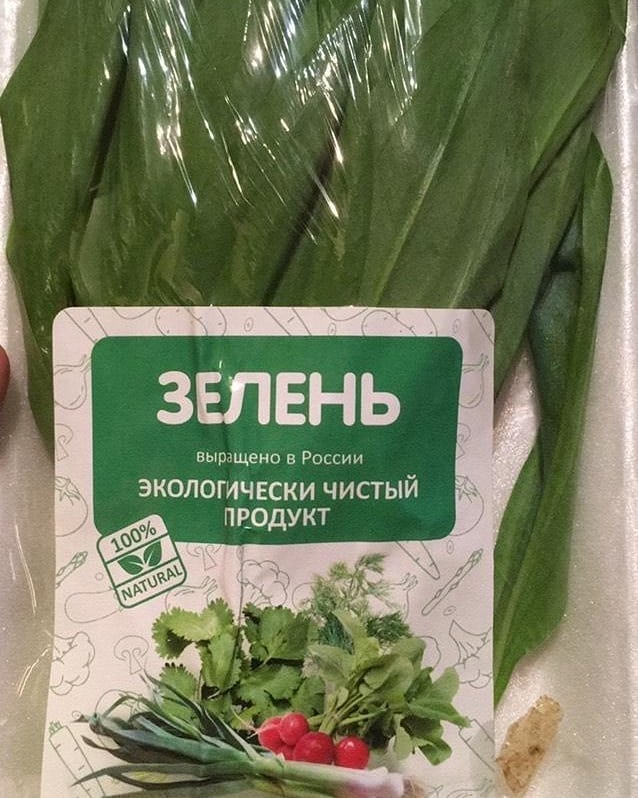 ЗЕЛЕНЬ
выращено в России
ЭКОЛОГИЧЕСКИ ЧИСТЫЙ
ПРОДУКТ
100%
NATURAL